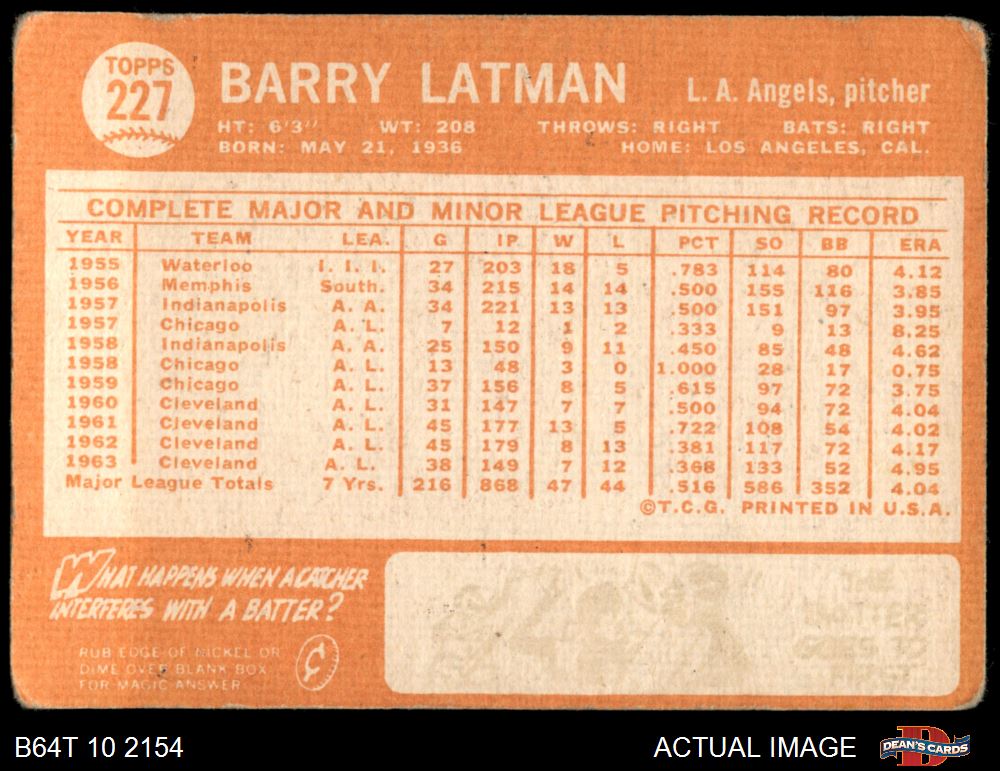 TOPPS
227
BARRY LATMAN
L. A. Angels, pitcher
HT: 6'3" WT: 208 THROWS: RIGHT BATS: RIGHT
BORN: MAY 21, 1936 HOME: LOS ANGELES, CAL.
COMPLETE MAJOR AND MINOR LEAGUE PITCHING RECORD
YEAR TEAM LEA. G IP W L PCT SO BB ERA
1955 Waterloo I. I. I. 27 203 18 5 .783 114 80 4.12
1956 Memphis South. 34 215 14 14 .500 155 116 3.85
1957 Indianapolis A. A. 34 221 13 13 .500 151 97 3.95
1957 Chicago A. L. 7 12 1 2 .333 9 13 8.25
1958 Indianapolis A. A. 25 150 9 11 .450 85 48 4.62
1958 Chicago A. L. 13 48 3 0 1.000 28 17 0.75
1959 Chicago A. L. 37 156 8 5 .615 97 72 3.75
1960 Cleveland A. L. 31 147 7 7 .500 94 72 4.04
1961 Cleveland A. L. 45 177 13 5 .722 108 54 4.02
1962 Cleveland A. L. 45 179 8 13 .381 117 72 4.17
1963 Cleveland A. L. 38 149 7 12 .368 133 52 4.95
Major League Totals 7 Yrs. 216 868 47 44 .516 586 352 4.04
©T.C.G. PRINTED IN U.S.A.
WHAT HAPPENS WHEN A CATCHER
INTERFERES WITH A BATTER?
RUB EDGE OF NICKEL OR
DIME OVER BLANK BOX
FOR MAGIC ANSWER
B64T 10 2154
ACTUAL IMAGE
DEAN'S CARDS